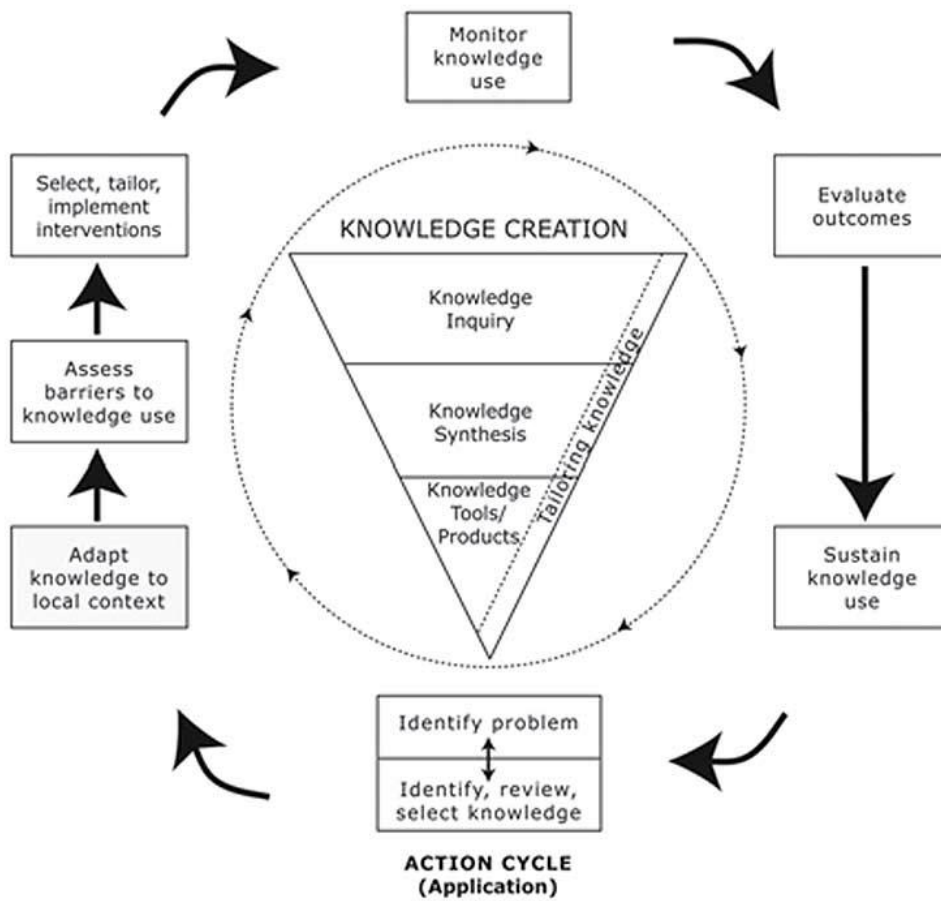 Monitor
knowledge
use
Select, tailor,
implement
interventions
Evaluate
outcomes
KNOWLEDGE CREATION
Knowledge
Inquiry
Assess
barriers to
knowledge use
Knowledge
Synthesis
Tailoring knowledge
Knowledge
Tools/
Products
Adapt
knowledge to
local context
Sustain
knowledge
use
Identify problem
Identify, review,
select knowledge
ACTION CYCLE
(Application)